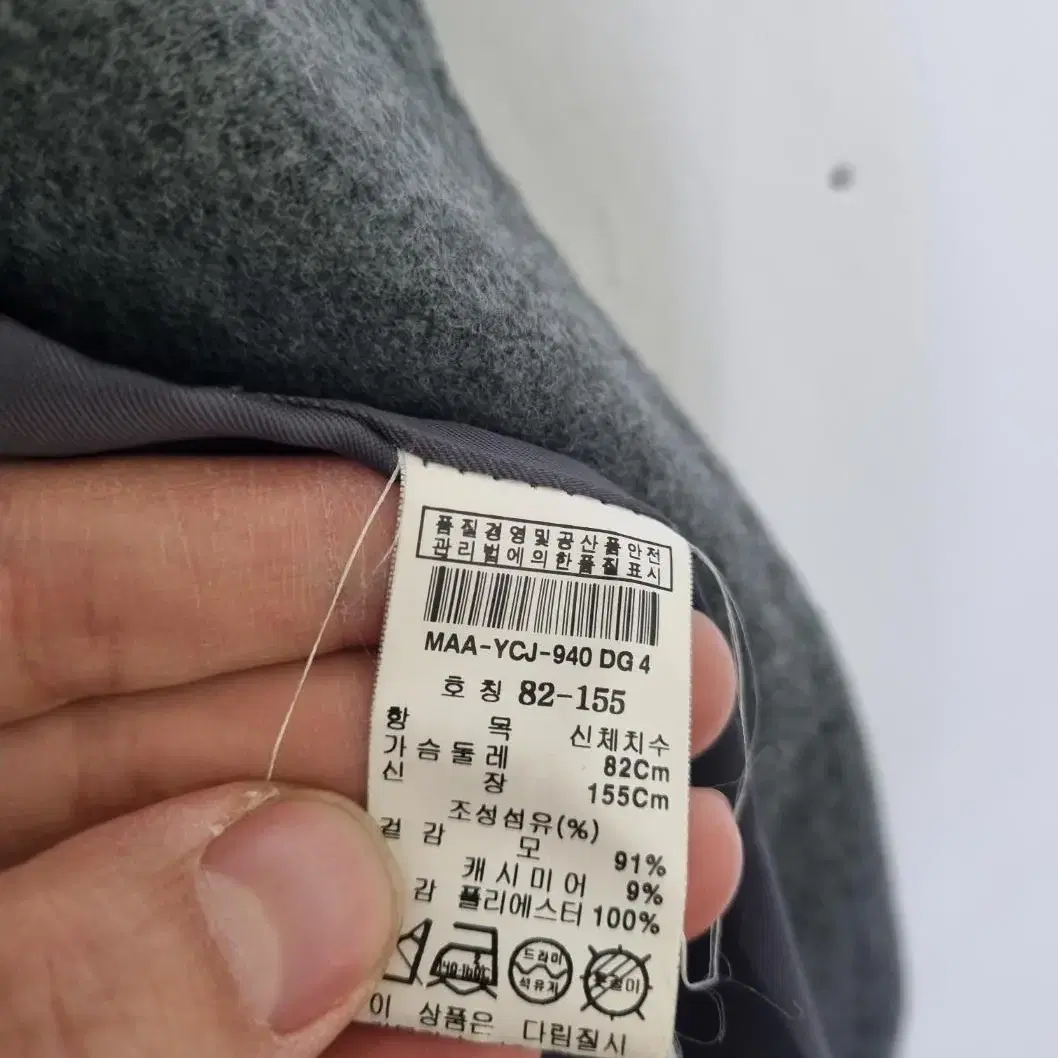 품질경영및공산품안전
관리법에의한품질표시
MAA-YCJ-940 DG 4
호칭 82-155
항 목 신체치수
가슴둘레 82Cm
신 장 155Cm
조성섬유(%)
겉감 모 91%
캐시미어 9%
감 폴리에스터 100%
드라이
석유계
이 상품은 다림질시